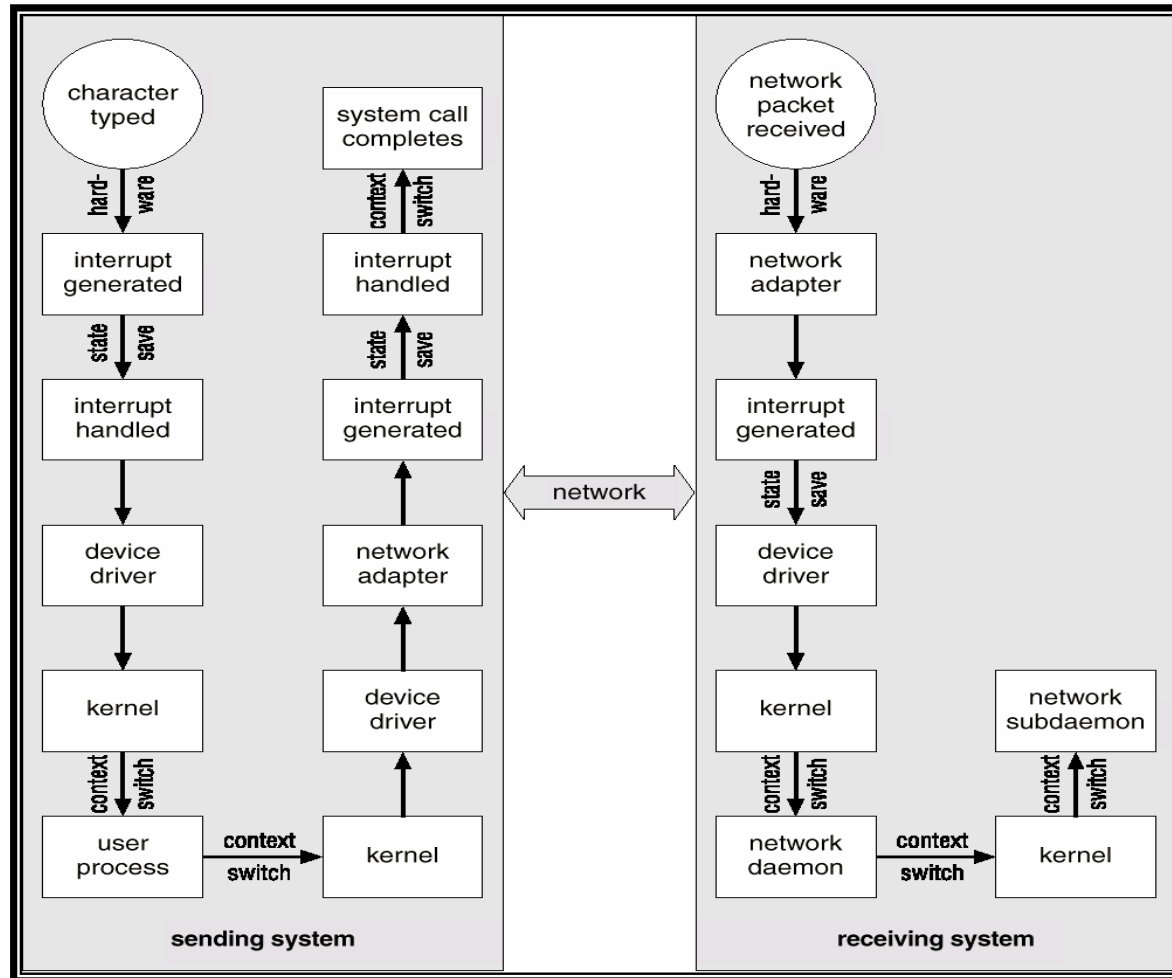 character
typed
hard-
ware
interrupt
generated
state
save
interrupt
handled
device
driver
kernel
context
switch
user
process
context
switch
kernel
device
driver
network
adapter
interrupt
generated
state
save
interrupt
handled
context
switch
system call
completes
sending system
network
network
packet
received
hard-
ware
network
adapter
interrupt
generated
state
save
device
driver
kernel
context
switch
network
daemon
context
switch
kernel
context
switch
network
subdaemon
receiving system